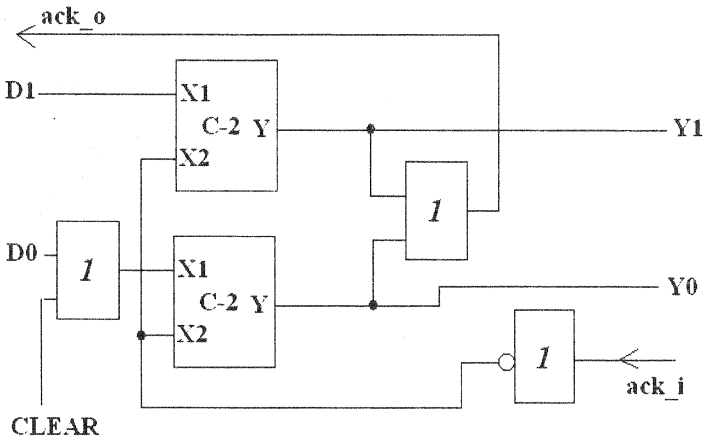 ack_o
D1
X1
C-2 Y
Y1
X2
1
D0
1
X1
C-2 Y
Y0
X2
1
ack_i
CLEAR